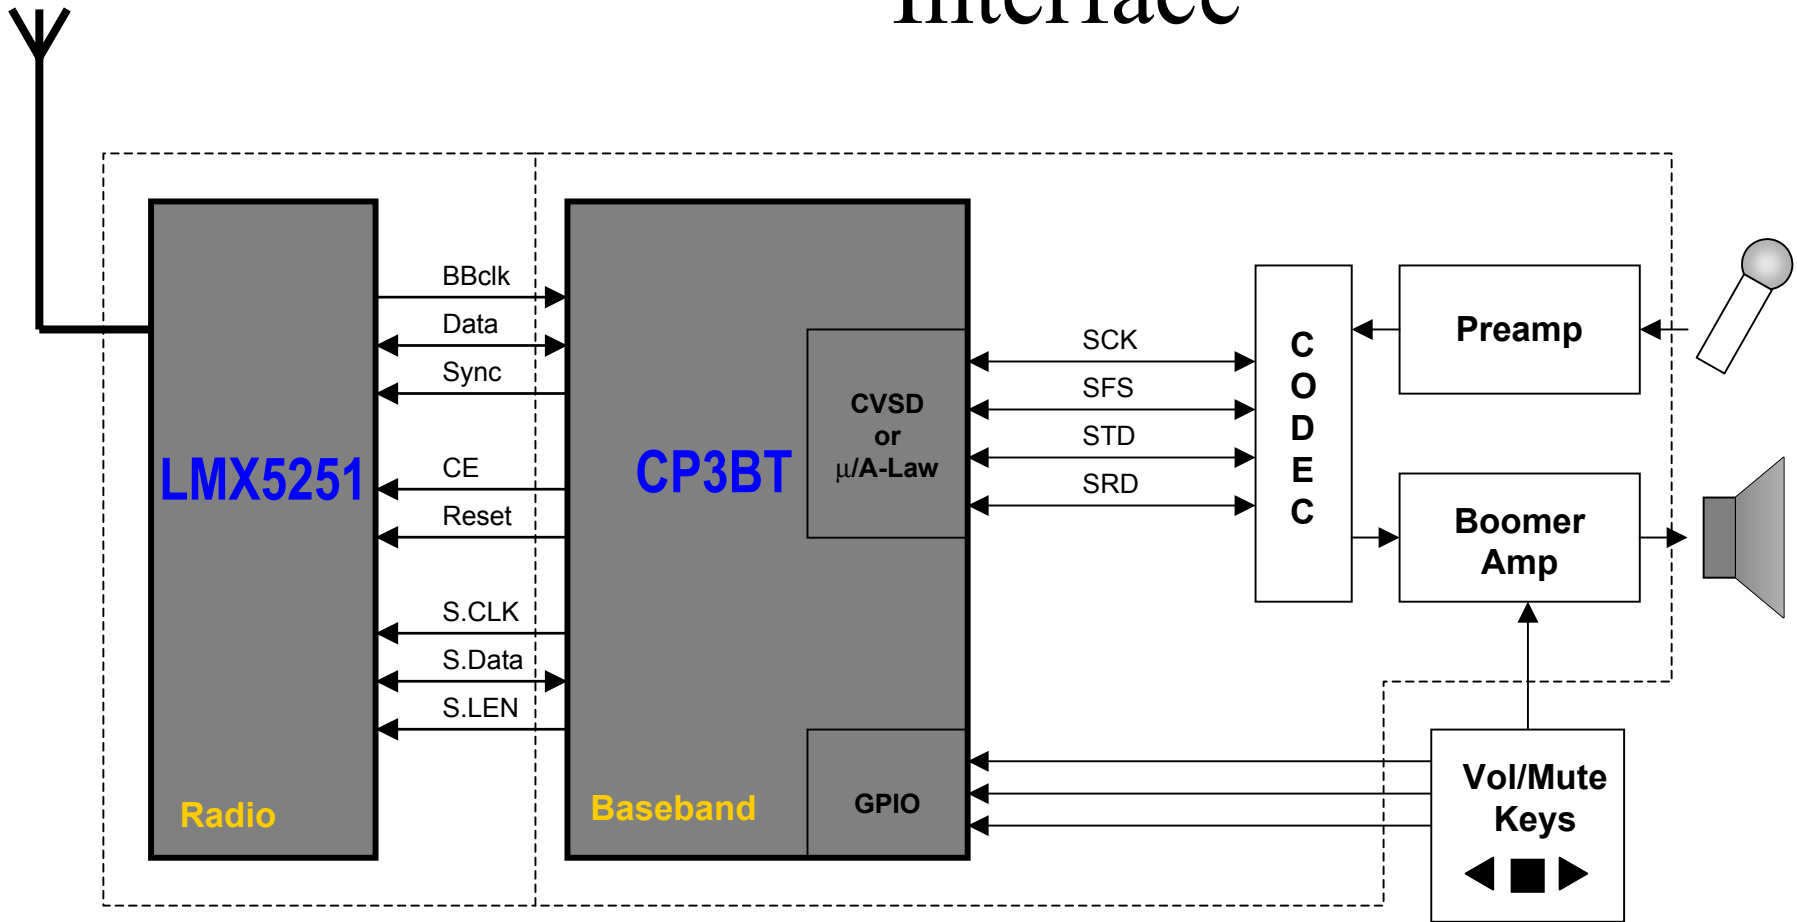 Interface
BBclk
Data
Sync
CE
Reset
S.CLK
S.Data
S.LEN
LMX5251
Radio
CP3BT
Baseband
CVSD
or
μ/A-Law
GPIO
SCK
SFS
STD
SRD
C
O
D
E
C
Preamp
Boomer
Amp
Vol/Mute
Keys